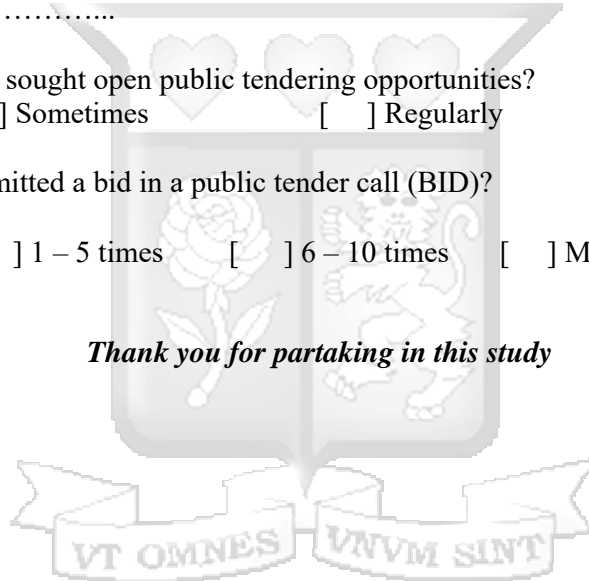 …………...
sought open public tendering opportunities?
] Sometimes [ ] Regularly
mitted a bid in a public tender call (BID)?
] 1 – 5 times [ ] 6 – 10 times [ ] M
Thank you for partaking in this study
VT OMNES VNVM SINT